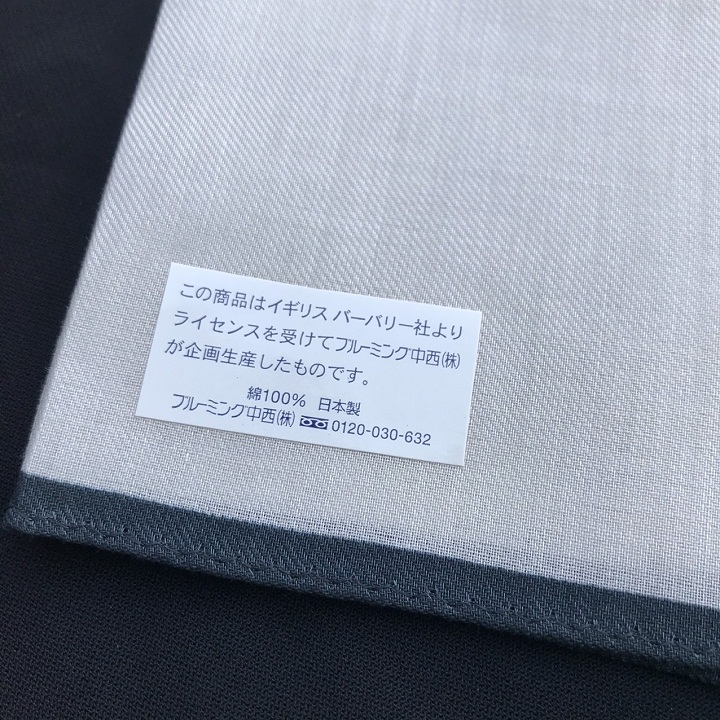 この商品はイギリス バーバリー社より
ライセンスを受けてブルーミング中西(株)
が企画生産したものです。
綿100% 日本製
ブルーミング中西(株) 0120-030-632